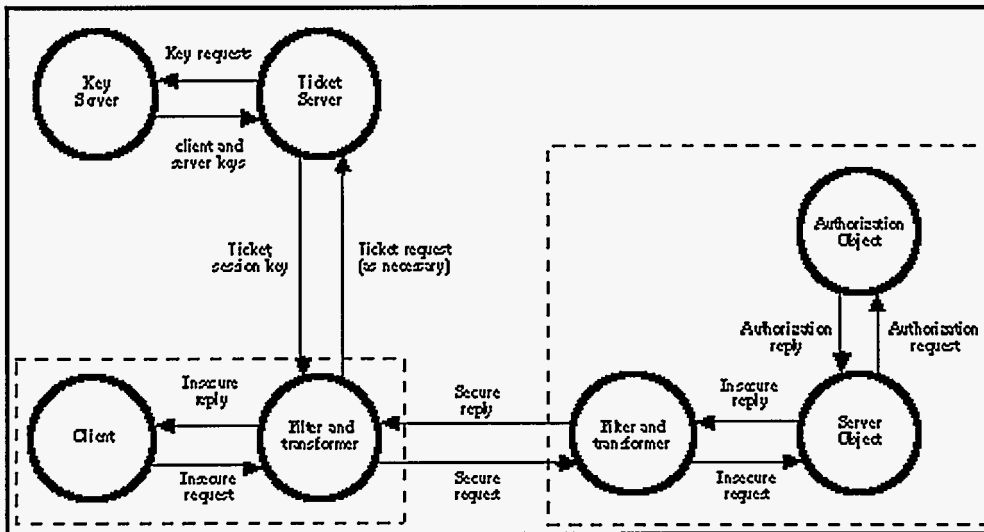 Key request
Key
Server
Ticket
Server
client and
server keys
Ticket,
session key
Ticket request
(as necessary)
Authorization
Object
Authorization
reply
Authorization
request
Insecure
reply
Client
Insecure
request
Filter and
transformer
Secure
reply
Secure
request
Filter and
transformer
Insecure
reply
Insecure
request
Server
Object